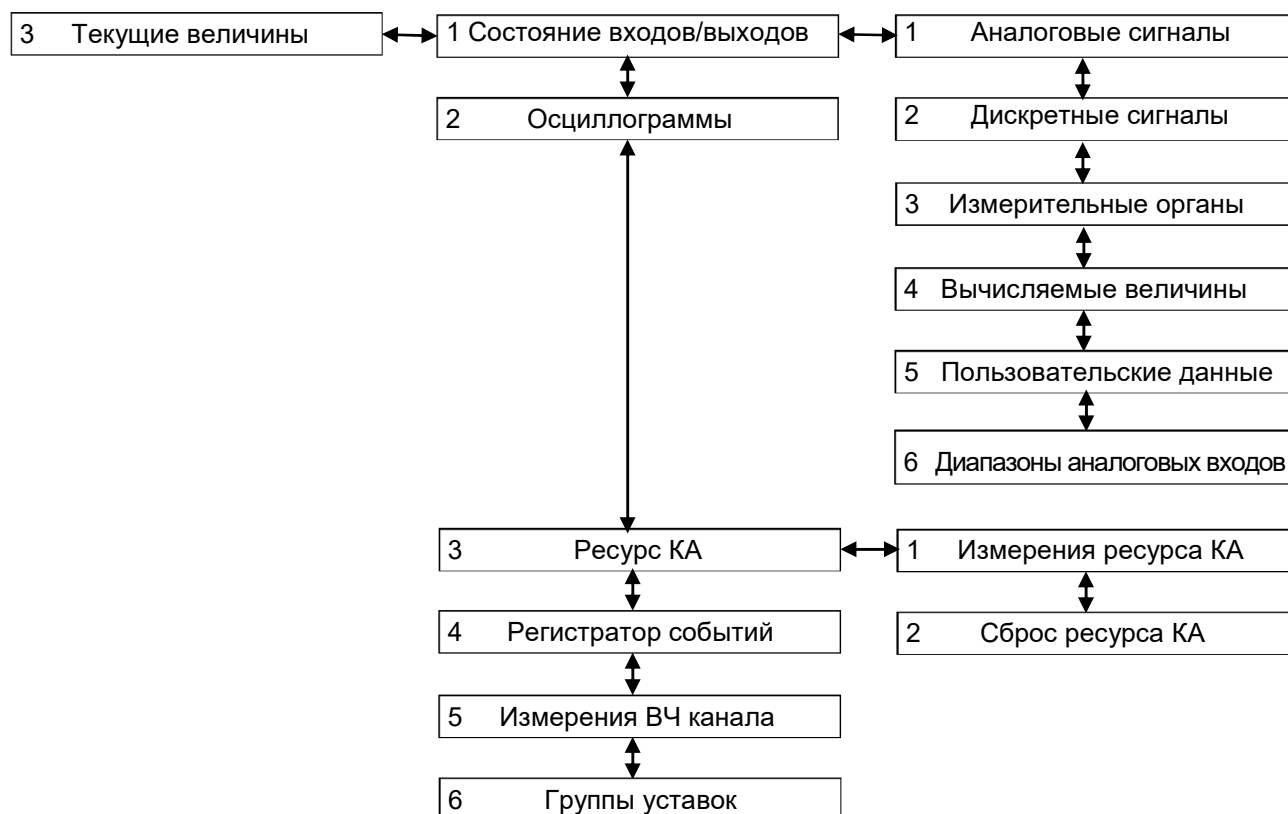 3 Текущие величины
1 Состояние входов/выходов
1 Аналоговые сигналы
2 Осциллограммы
2 Дискретные сигналы
3 Измерительные органы
4 Вычисляемые величины
5 Пользовательские данные
6 Диапазоны аналоговых входов
3 Ресурс КА
1 Измерения ресурса КА
4 Регистратор событий
2 Сброс ресурса КА
5 Измерения ВЧ канала
6 Группы уставок